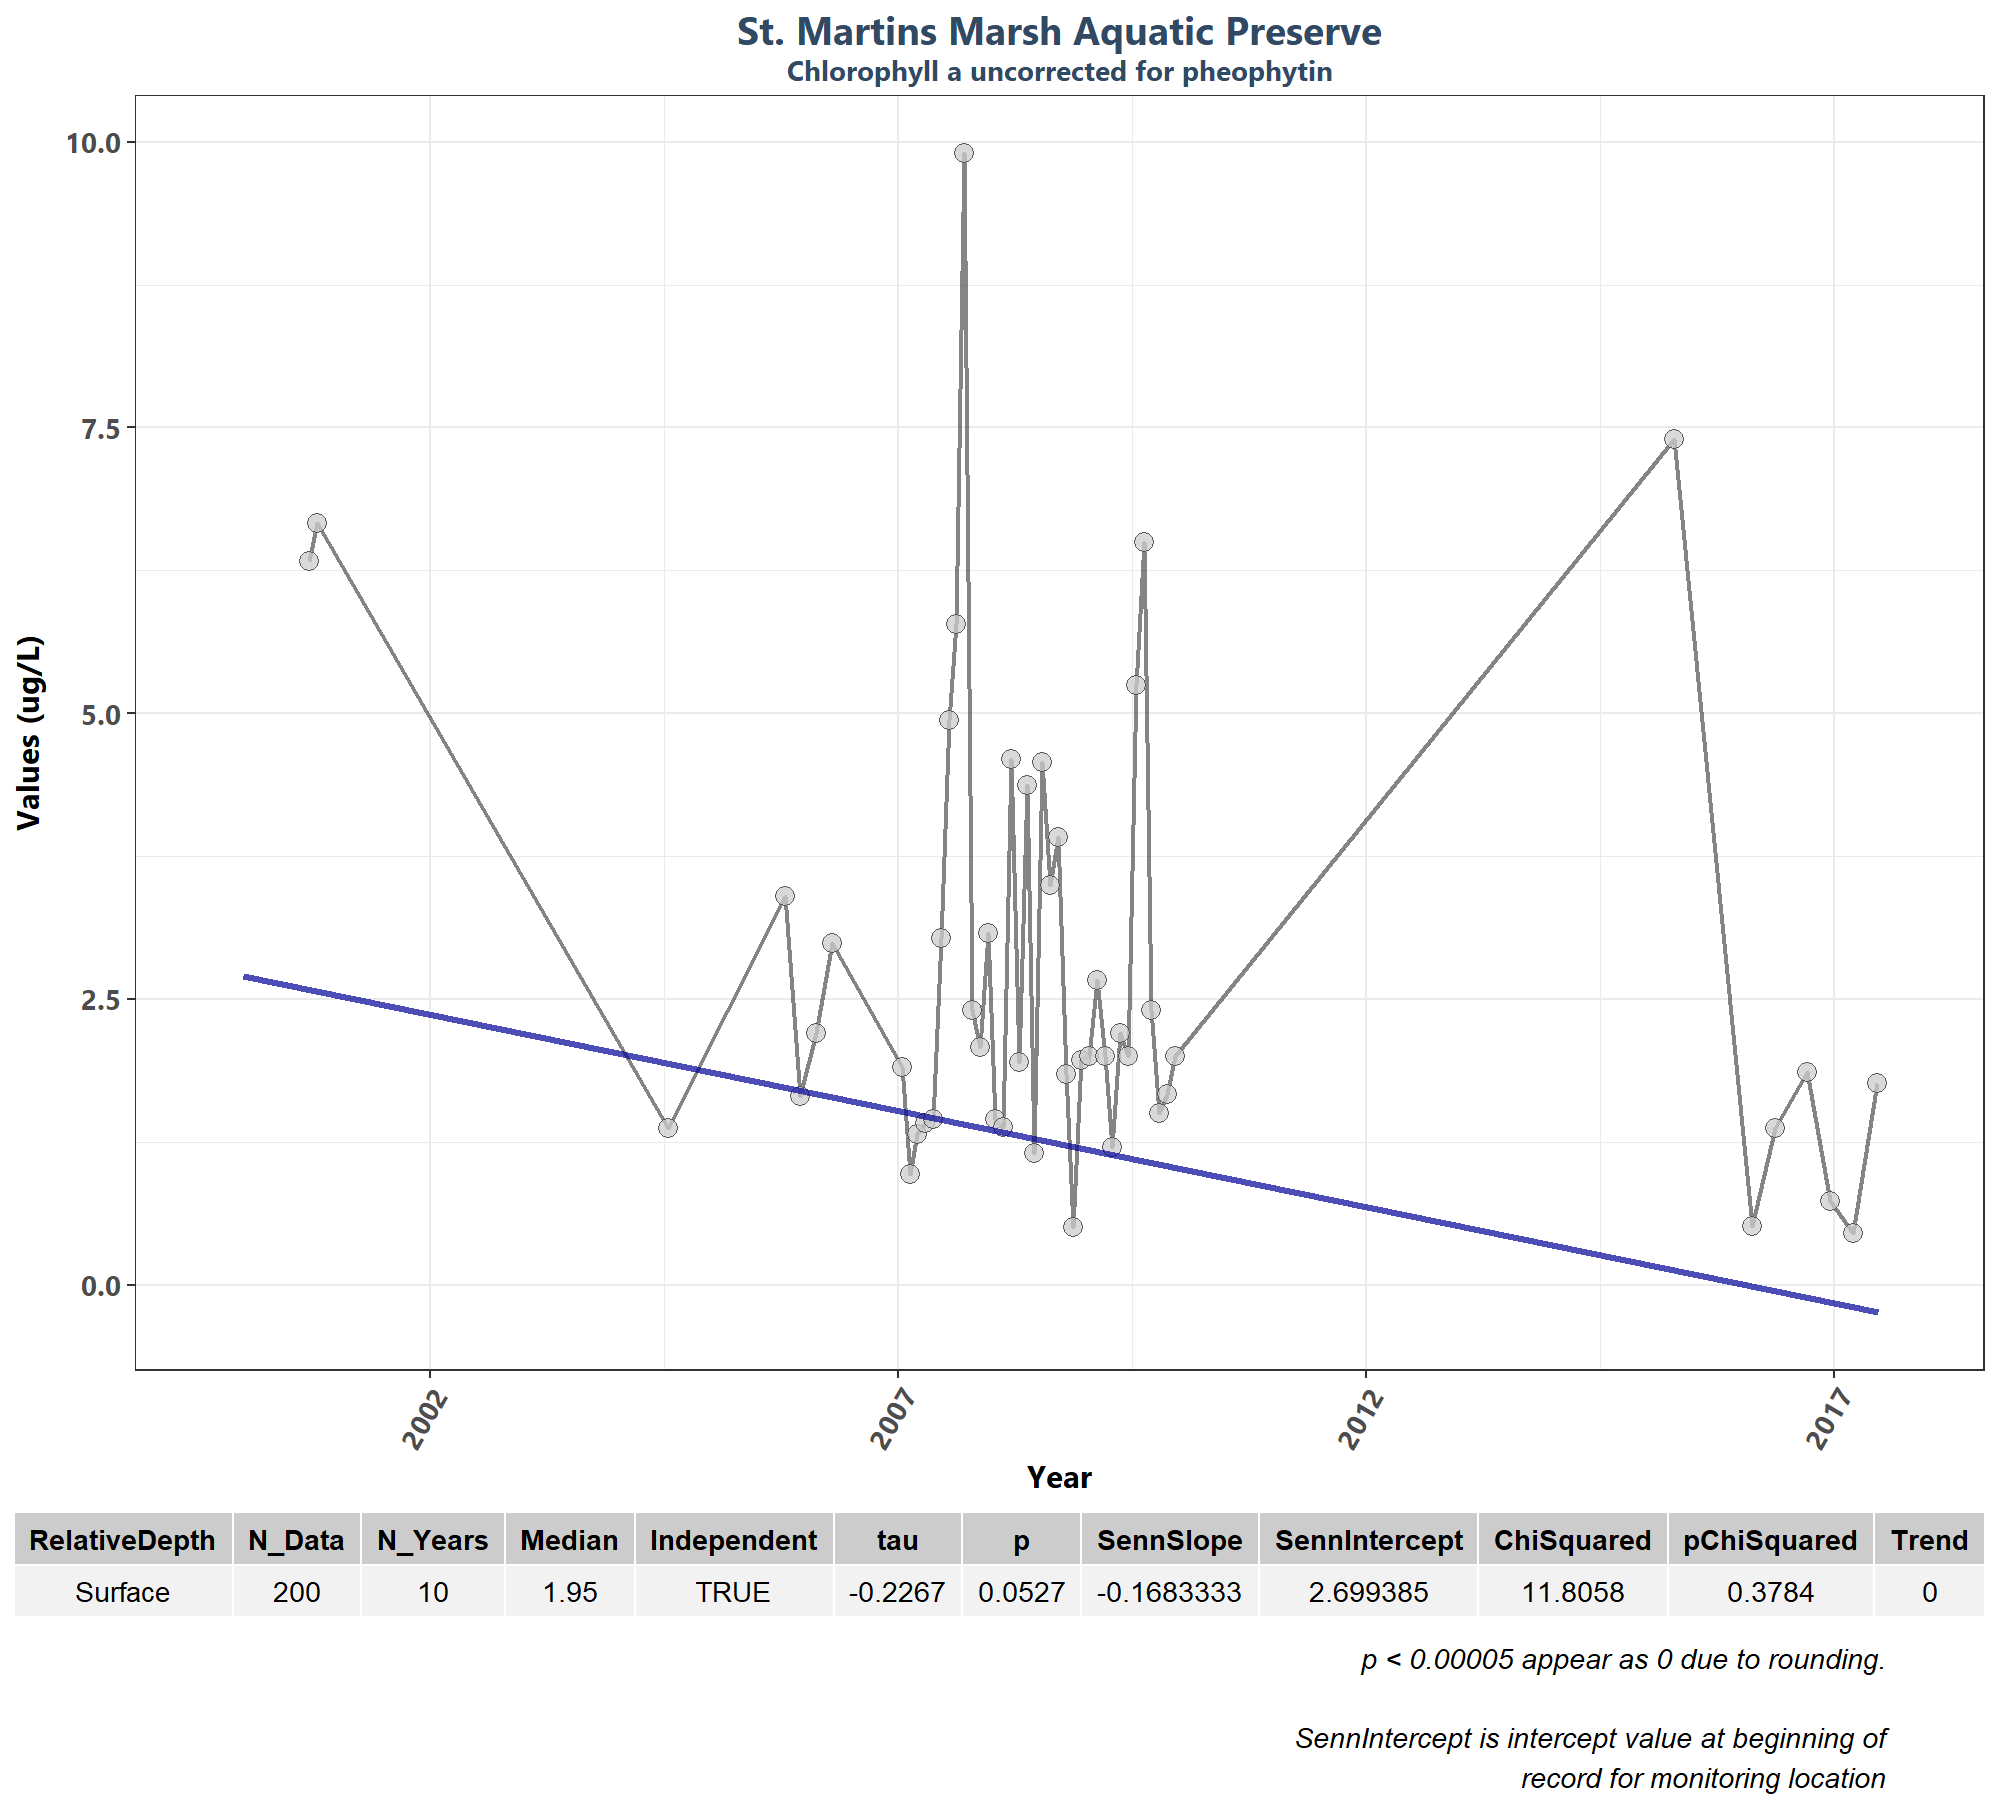 St. Martins Marsh Aquatic Preserve
Chlorophyll a uncorrected for pheophytin
10.0
7.5
5.0
2.5
0.0
Values (ug/L)
2002 2007 2012 2017
Year
RelativeDepth N_Data N_Years Median Independent tau p SennSlope SennIntercept ChiSquared pChiSquared Trend
Surface 200 10 1.95 TRUE -0.2267 0.0527 -0.1683333 2.699385 11.8058 0.3784 0
p < 0.00005 appear as 0 due to rounding.
SennIntercept is intercept value at beginning of
record for monitoring location